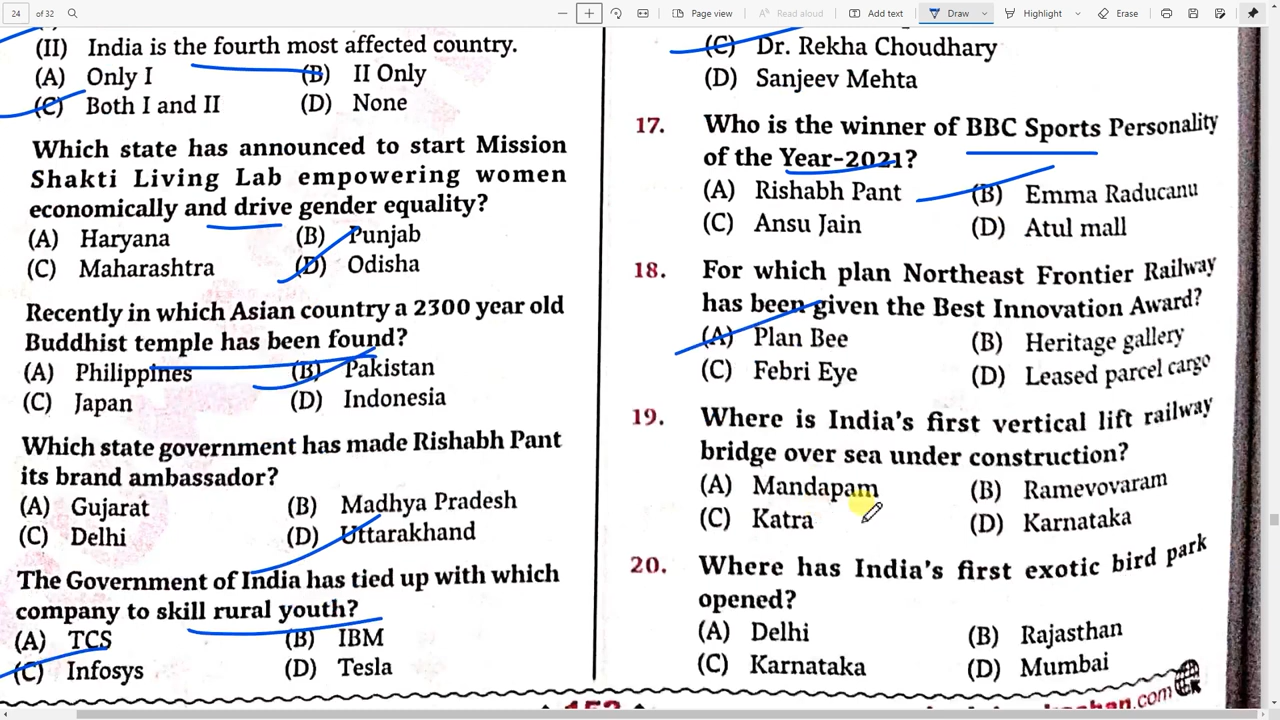 24 of 32
Page view
Read aloud
Add text
Draw
Highlight
Erase
(II) India is the fourth most affected country.
(A) Only I (B) II Only
(C) Both I and II (D) None
Which state has announced to start Mission
Shakti Living Lab empowering women
economically and drive gender equality?
(A) Haryana (B) Punjab
(C) Maharashtra (D) Odisha
Recently in which Asian country a 2300 year old
Buddhist temple has been found?
(A) Philippines (B) Pakistan
(C) Japan (D) Indonesia
Which state government has made Rishabh Pant
its brand ambassador?
(A) Gujarat (B) Madhya Pradesh
(C) Delhi (D) Uttarakhand
The Government of India has tied up with which
company to skill rural youth?
(A) TCS (B) IBM
(C) Infosys (D) Tesla
(C) Dr. Rekha Choudhary
(D) Sanjeev Mehta
17. Who is the winner of BBC Sports Personality
of the Year-2021?
(A) Rishabh Pant (B) Emma Raducanu
(C) Ansu Jain (D) Atul mall
18. For which plan Northeast Frontier Railway
has been given the Best Innovation Award?
(A) Plan Bee (B) Heritage gallery
(C) Febri Eye (D) Leased parcel cargo
19. Where is India's first vertical lift railway
bridge over sea under construction?
(A) Mandapam (B) Ramevovaram
(C) Katra (D) Karnataka
20. Where has India's first exotic bird park
opened?
(A) Delhi (B) Rajasthan
(C) Karnataka (D) Mumbai